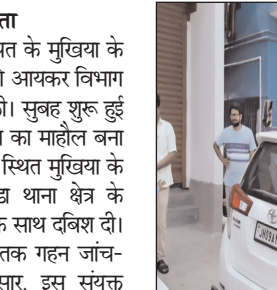 ता
त के मुखिया के
आयकर विभाग
ी। सुबह शुरू हुई
का माहौल बना
स्थित मुखिया के
डा थाना क्षेत्र के
के साथ दबिश दी।
तक गहन जांच-
सार, इस संयुक्त